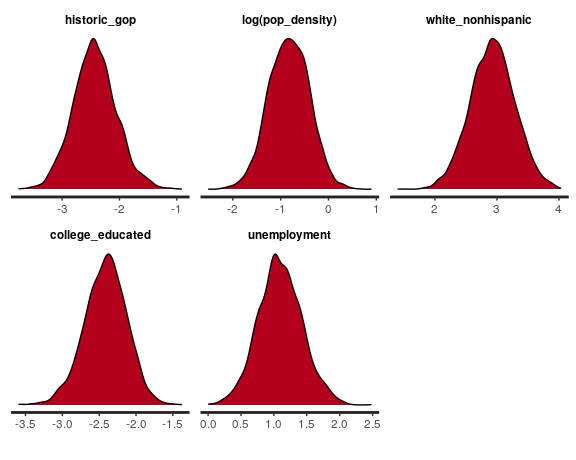 historic_gop log(pop_density) white_nonhispanic
-3 -2 -1 -2 -1 0 1 2 3 4
college_educated unemployment
-3.5 -3.0 -2.5 -2.0 -1.5 0.0 0.5 1.0 1.5 2.0 2.5